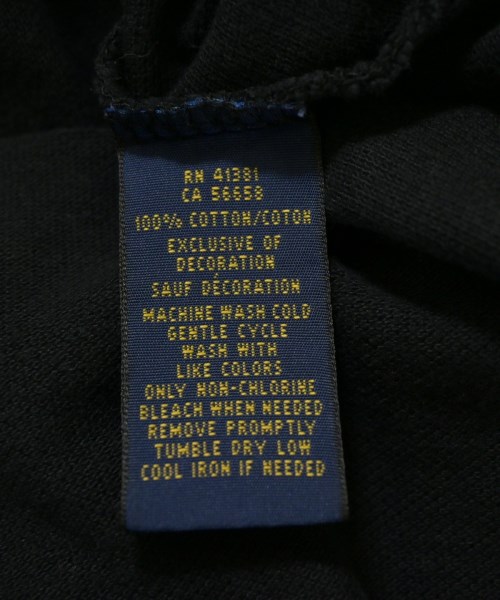 RN 41381
CA 56658
100% COTTON/COTON
EXCLUSIVE OF
DECORATION
SAUF DÉCORATION
MACHINE WASH COLD
GENTLE CYCLE
WASH WITH
LIKE COLORS
ONLY NON-CHLORINE
BLEACH WHEN NEEDED
REMOVE PROMPTLY
TUMBLE DRY LOW
COOL IRON IF NEEDED